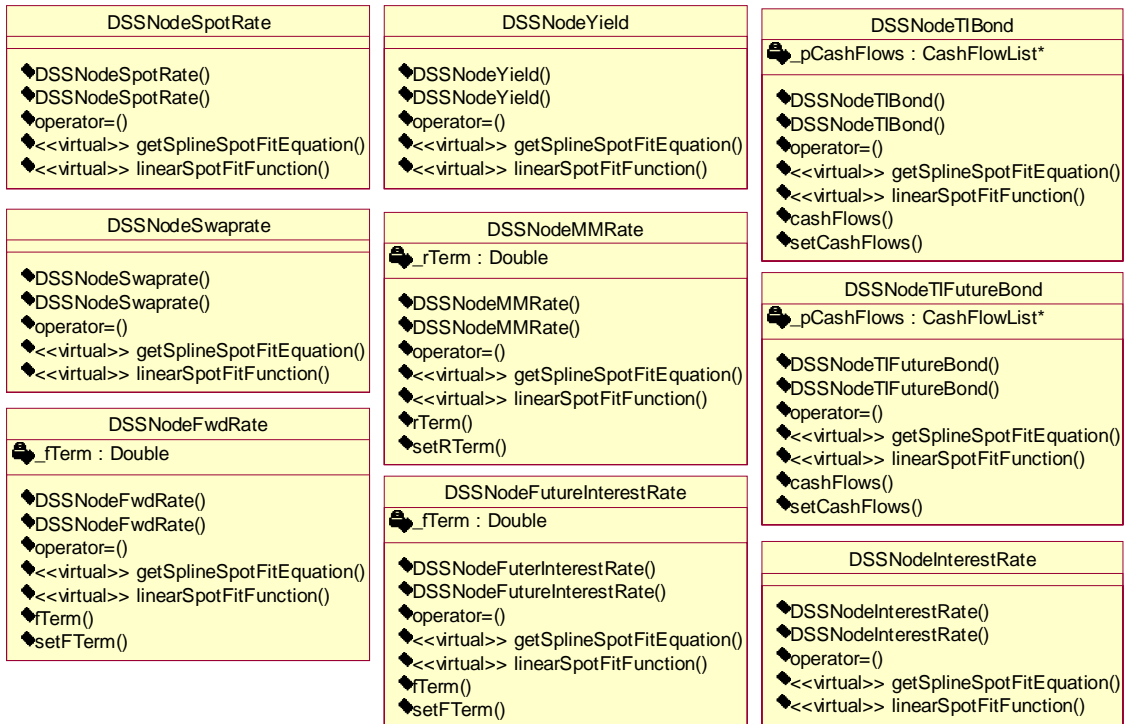 DSSNodeSpotRate
DSSNodeSpotRate()
DSSNodeSpotRate()
operator=()
<<virtual>> getSplineSpotFitEquation()
<<virtual>> linearSpotFitFunction()
DSSNodeSwaprate
DSSNodeSwaprate()
DSSNodeSwaprate()
operator=()
<<virtual>> getSplineSpotFitEquation()
<<virtual>> linearSpotFitFunction()
DSSNodeFwdRate
_fTerm : Double
DSSNodeFwdRate()
DSSNodeFwdRate()
operator=()
<<virtual>> getSplineSpotFitEquation()
<<virtual>> linearSpotFitFunction()
fTerm()
setFTerm()
DSSNodeYield
DSSNodeYield()
DSSNodeYield()
operator=()
<<virtual>> getSplineSpotFitEquation()
<<virtual>> linearSpotFitFunction()
DSSNodeMMRate
_rTerm : Double
DSSNodeMMRate()
DSSNodeMMRate()
operator=()
<<virtual>> getSplineSpotFitEquation()
<<virtual>> linearSpotFitFunction()
rTerm()
setRTerm()
DSSNodeFutureInterestRate
_fTerm : Double
DSSNodeFuterInterestRate()
DSSNodeFutureInterestRate()
operator=()
<<virtual>> getSplineSpotFitEquation()
<<virtual>> linearSpotFitFunction()
fTerm()
setFTerm()
DSSNodeTIBond
_pCashFlows : CashFlowList*
DSSNodeTIBond()
DSSNodeTIBond()
operator=()
<<virtual>> getSplineSpotFitEquation()
<<virtual>> linearSpotFitFunction()
cashFlows()
setCashFlows()
DSSNodeTIFutureBond
_pCashFlows : CashFlowList*
DSSNodeTIFutureBond()
DSSNodeTIFutureBond()
operator=()
<<virtual>> getSplineSpotFitEquation()
<<virtual>> linearSpotFitFunction()
cashFlows()
setCashFlows()
DSSNodeInterestRate
DSSNodeInterestRate()
DSSNodeInterestRate()
operator=()
<<virtual>> getSplineSpotFitEquation()
<<virtual>> linearSpotFitFunction()